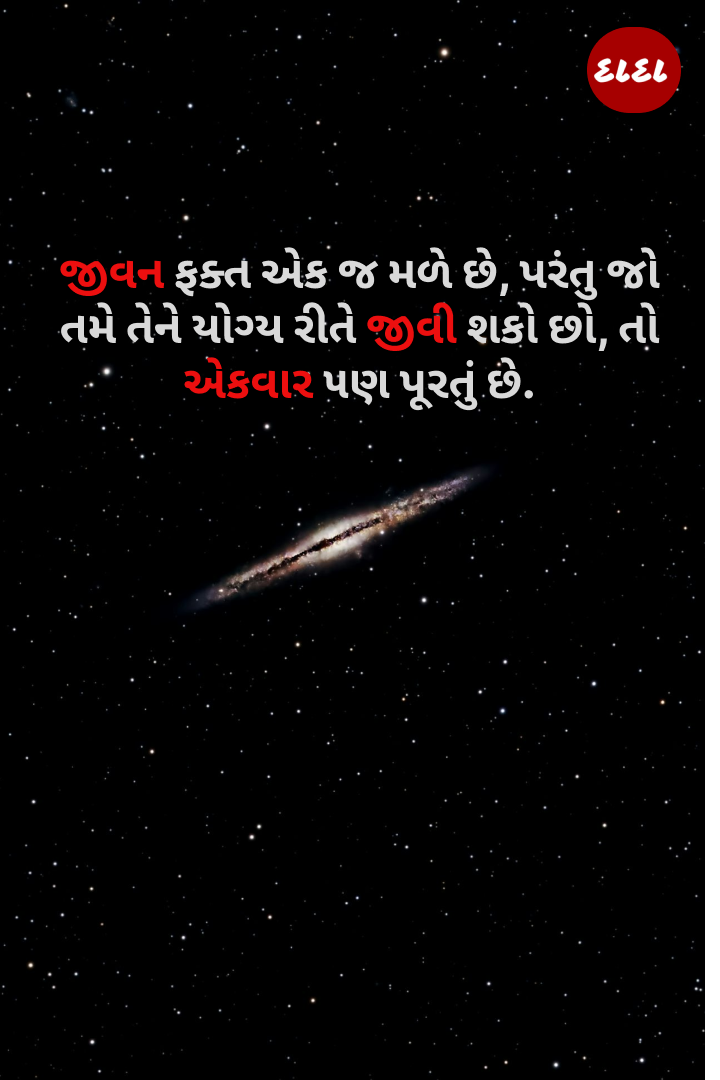 દાદા
જીવન ફક્ત એક જ મળે છે, પરંતુ જો
તમે તેને યોગ્ય રીતે જીવી શકો છો, તો
એકવાર પણ પૂરતું છે.